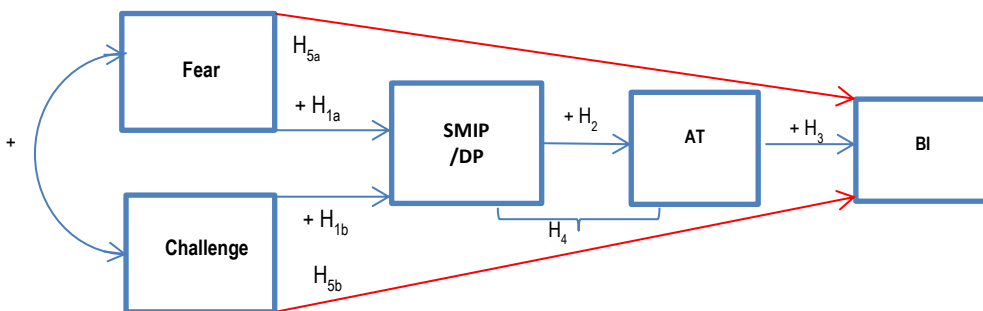 H5a
Fear
+ H1a
SMIP
/DP
+ H2
AT
+ H3
BI
+
+ H1b
H4
Challenge
H5b